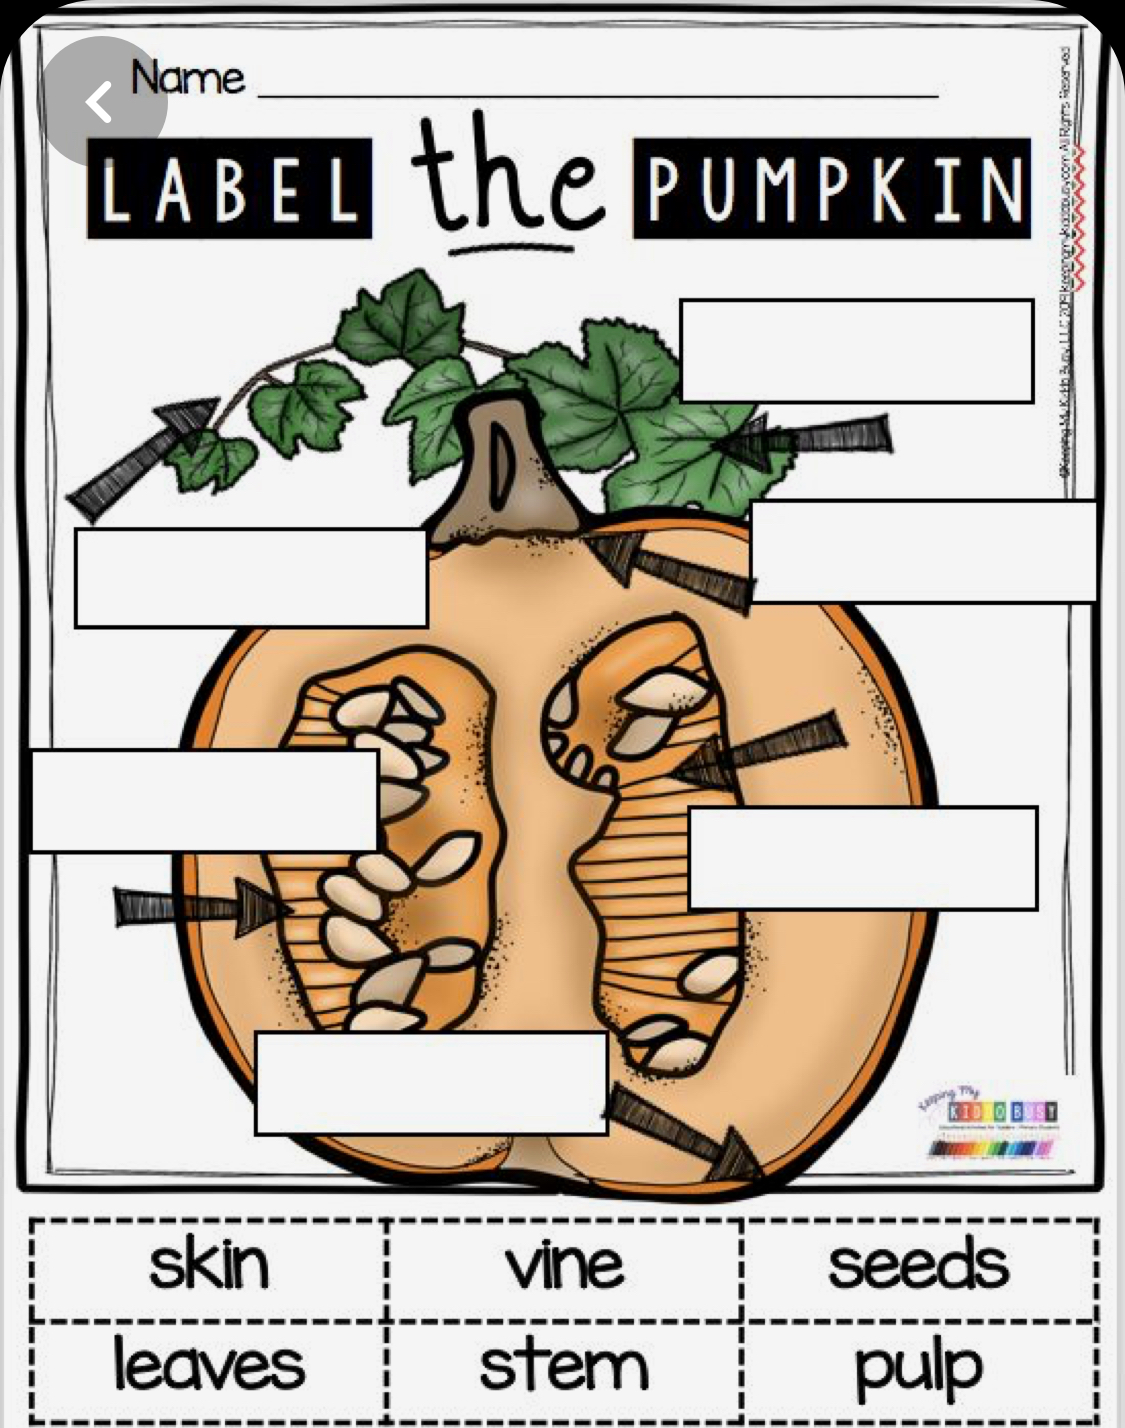 Name
LABEL the PUMPKIN
©Keeping My Kiddo Busy, LLC 2019 keepingmykiddobusy.com All Rights Reserved
Keeping My
KIDDO BUSY
skin vine seeds
leaves stem pulp